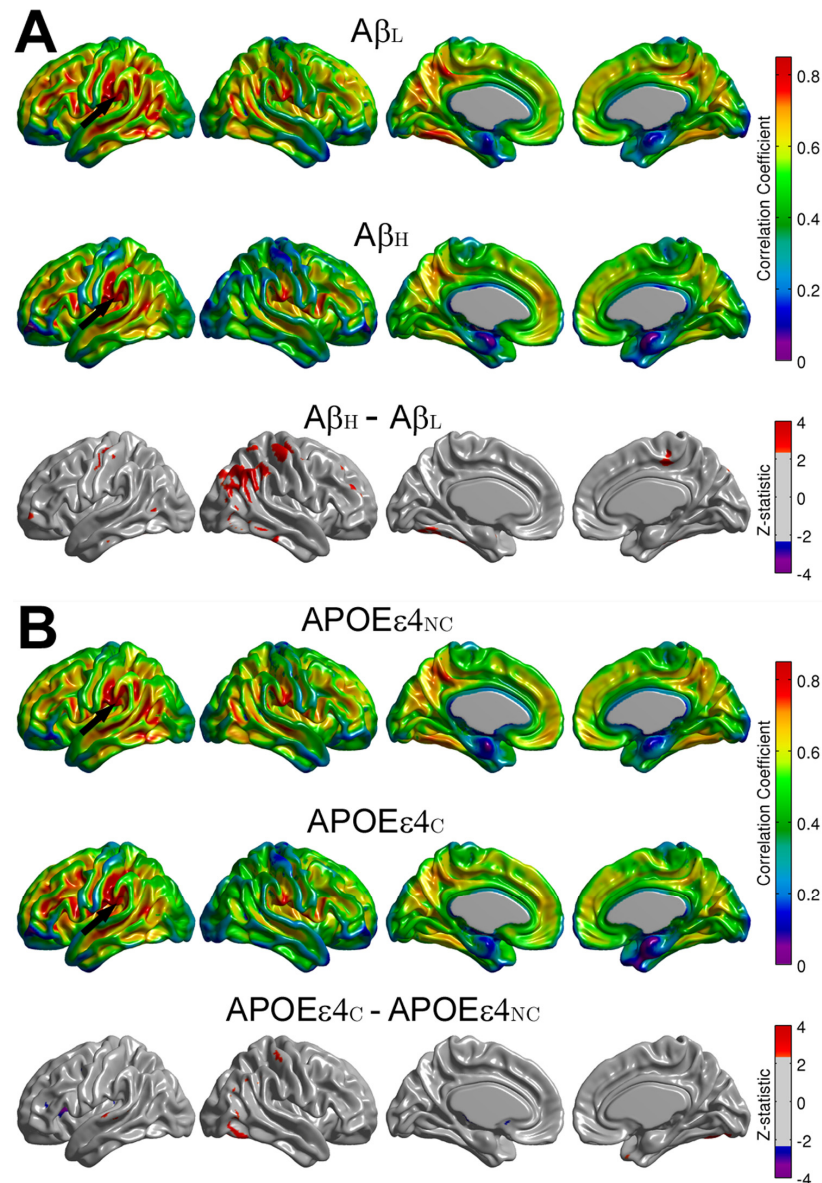 A
AβL
0.8
0.6
0.4
0.2
0
Correlation Coefficient
AβH
AβH - AβL
4
2
0
-2
-4
Z-statistic
B
APOEε4NC
0.8
0.6
0.4
0.2
0
Correlation Coefficient
APOEε4C
APOEε4C - APOEε4NC
4
2
0
-2
-4
Z-statistic